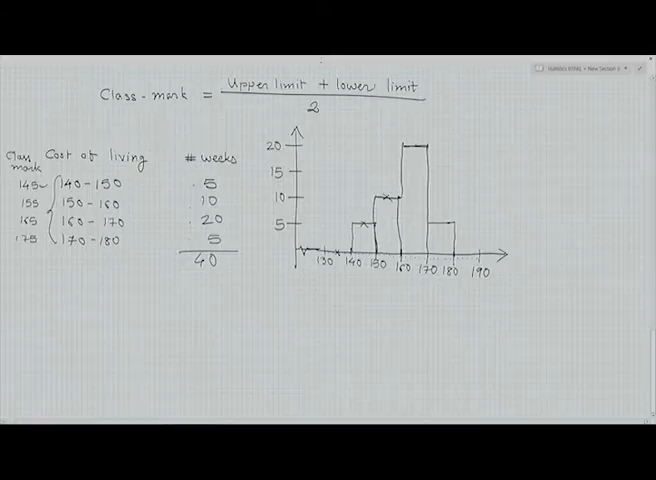 Class-mark = Upper limit + lower limit
2
Class mark Cost of living # weeks
145 140-150 5
155 150-160 10
165 160-170 20
175 170-180 5
40
20
15
10
5
130 140 150 160 170 180 190